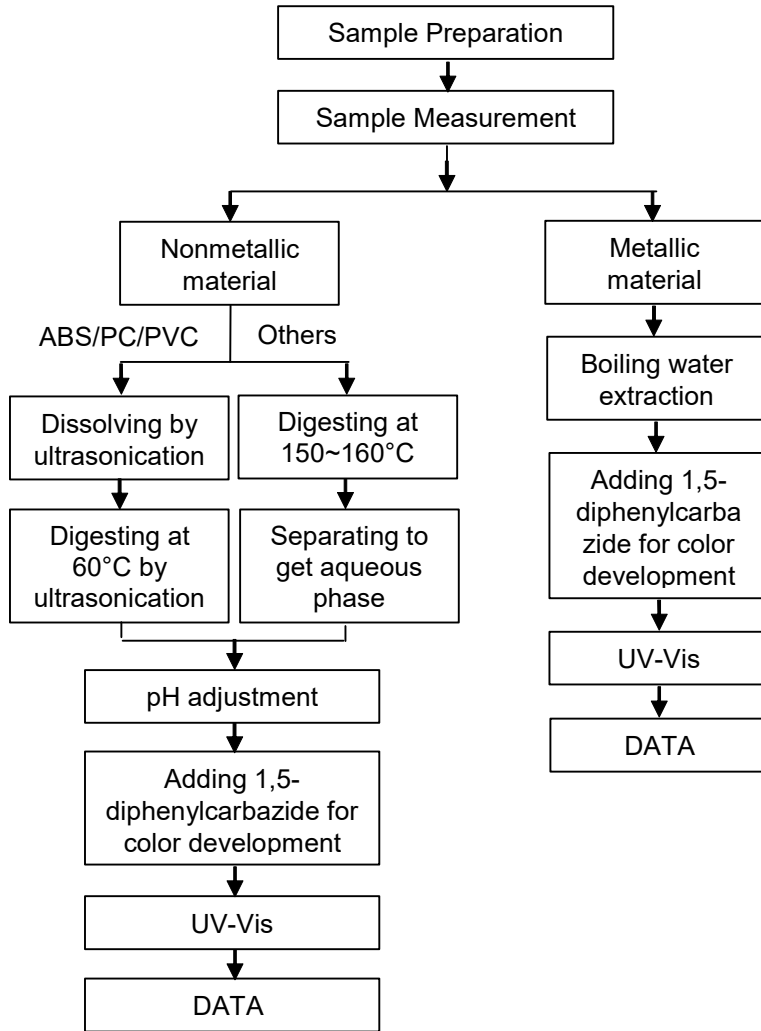 Sample Preparation
Sample Measurement
Nonmetallic
material
Metallic
material
ABS/PC/PVC
Others
Dissolving by
ultrasonication
Digesting at
150~160°C
Boiling water
extraction
Digesting at
60°C by
ultrasonication
Separating to
get aqueous
phase
Adding 1,5-
diphenylcarba
zide for color
development
pH adjustment
UV-Vis
DATA
Adding 1,5-
diphenylcarbazide for
color development
UV-Vis
DATA